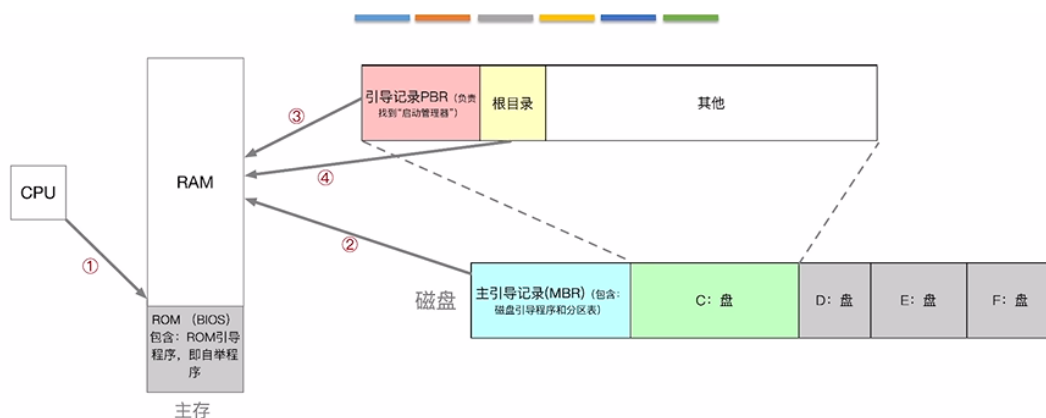 引导记录PBR（负责
找到“启动管理器”）
根目录
其他
③
④
RAM
CPU
①
②
磁盘
主引导记录(MBR)（包含：
磁盘引导程序和分区表）
C：盘
D：盘
E：盘
F：盘
ROM （BIOS）
包含：ROM引导
程序，即自举程
序
主存